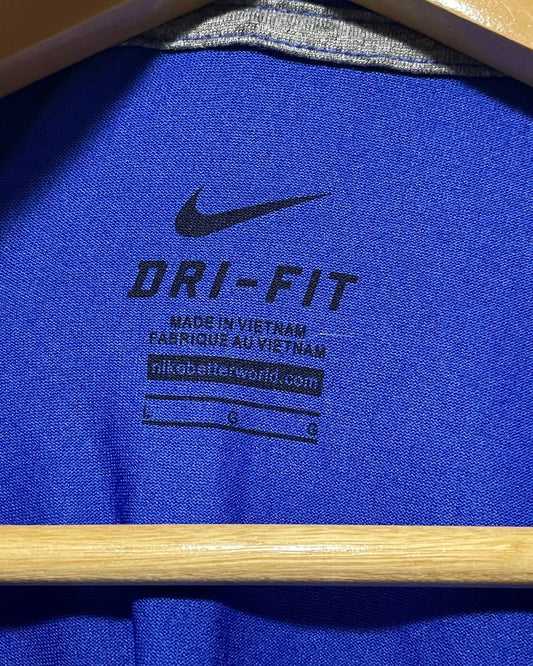 DRI-FIT
MADE IN VIETNAM
FABRIQUE AU VIETNAM
nikebetterworld.com
L G G